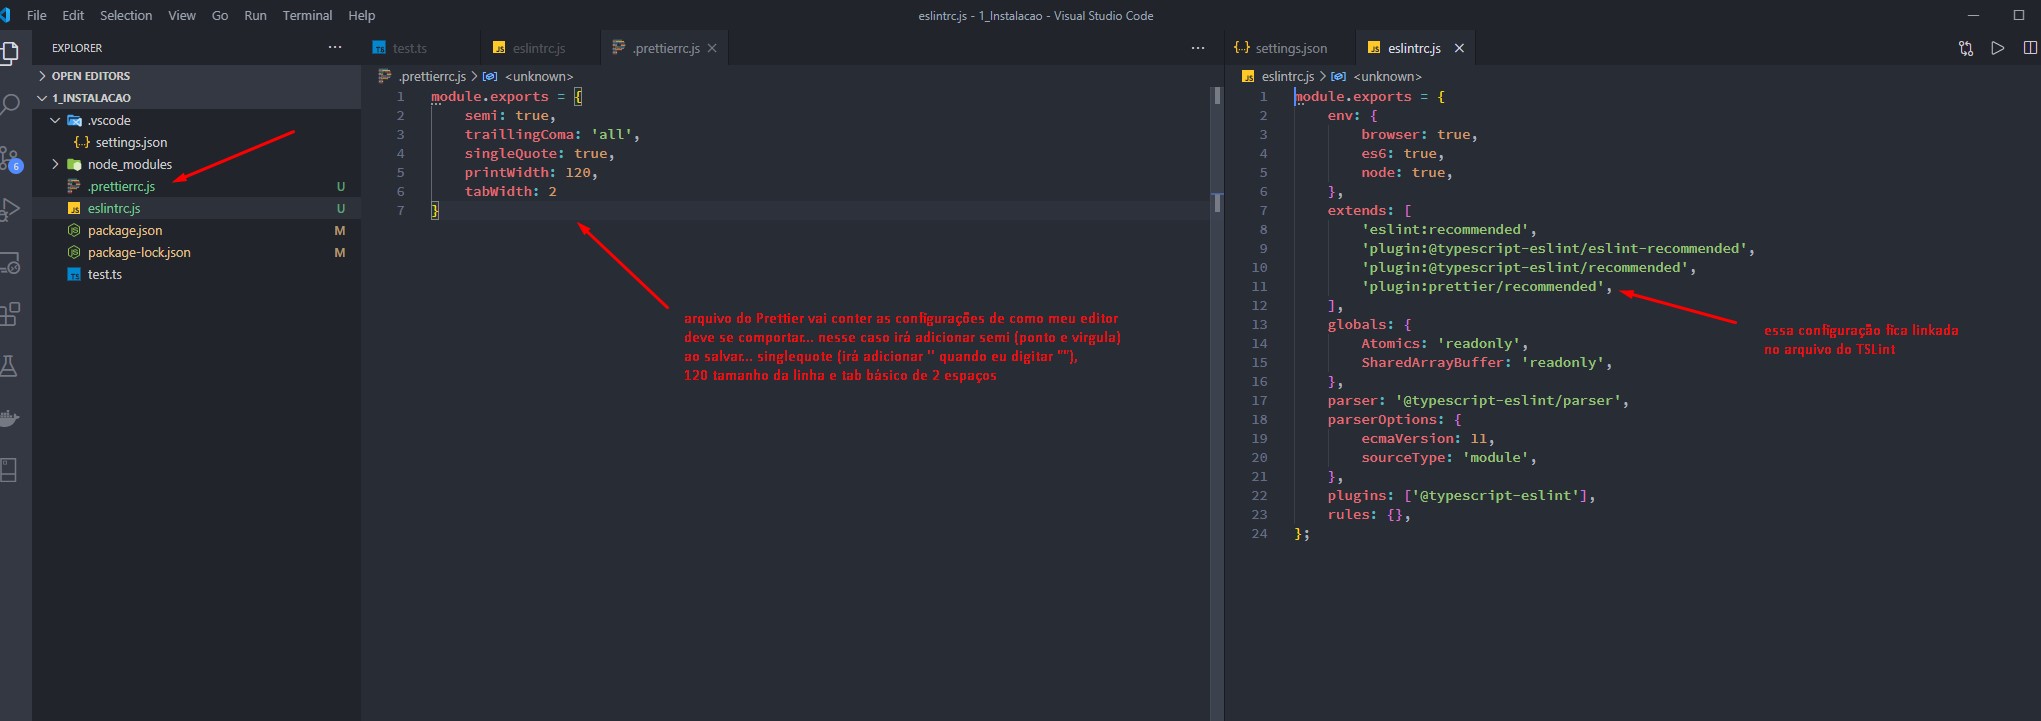 File Edit Selection View Go Run Terminal Help
eslintrc.js - 1_Instalacao - Visual Studio Code
EXPLORER
OPEN EDITORS
1_INSTALACAO
.vscode
settings.json
node_modules
.prettierrc.js U
eslintrc.js U
package.json M
package-lock.json M
test.ts
6
test.ts eslintrc.js .prettierrc.js
.prettierrc.js > <unknown>
1 module.exports = {
2 semi: true,
3 traillingComa: 'all',
4 singleQuote: true,
5 printWidth: 120,
6 tabWidth: 2
7 }
arquivo do Prettier vai conter as configurações de como meu editor
deve se comportar... nesse caso irá adicionar semi (ponto e virgula)
ao salvar... singlequote (irá adicionar '' quando eu digitar ""),
120 tamanho da linha e tab básico de 2 espaços
settings.json eslintrc.js
eslintrc.js > <unknown>
1 module.exports = {
2 env: {
3 browser: true,
4 es6: true,
5 node: true,
6 },
7 extends: [
8 'eslint:recommended',
9 'plugin:@typescript-eslint/eslint-recommended',
10 'plugin:@typescript-eslint/recommended',
11 'plugin:prettier/recommended',
12 ],
13 globals: {
14 Atomics: 'readonly',
15 SharedArrayBuffer: 'readonly',
16 },
17 parser: '@typescript-eslint/parser',
18 parserOptions: {
19 ecmaVersion: 11,
20 sourceType: 'module',
21 },
22 plugins: ['@typescript-eslint'],
23 rules: {},
24 };
essa configuração fica linkada
no arquivo do TSLint